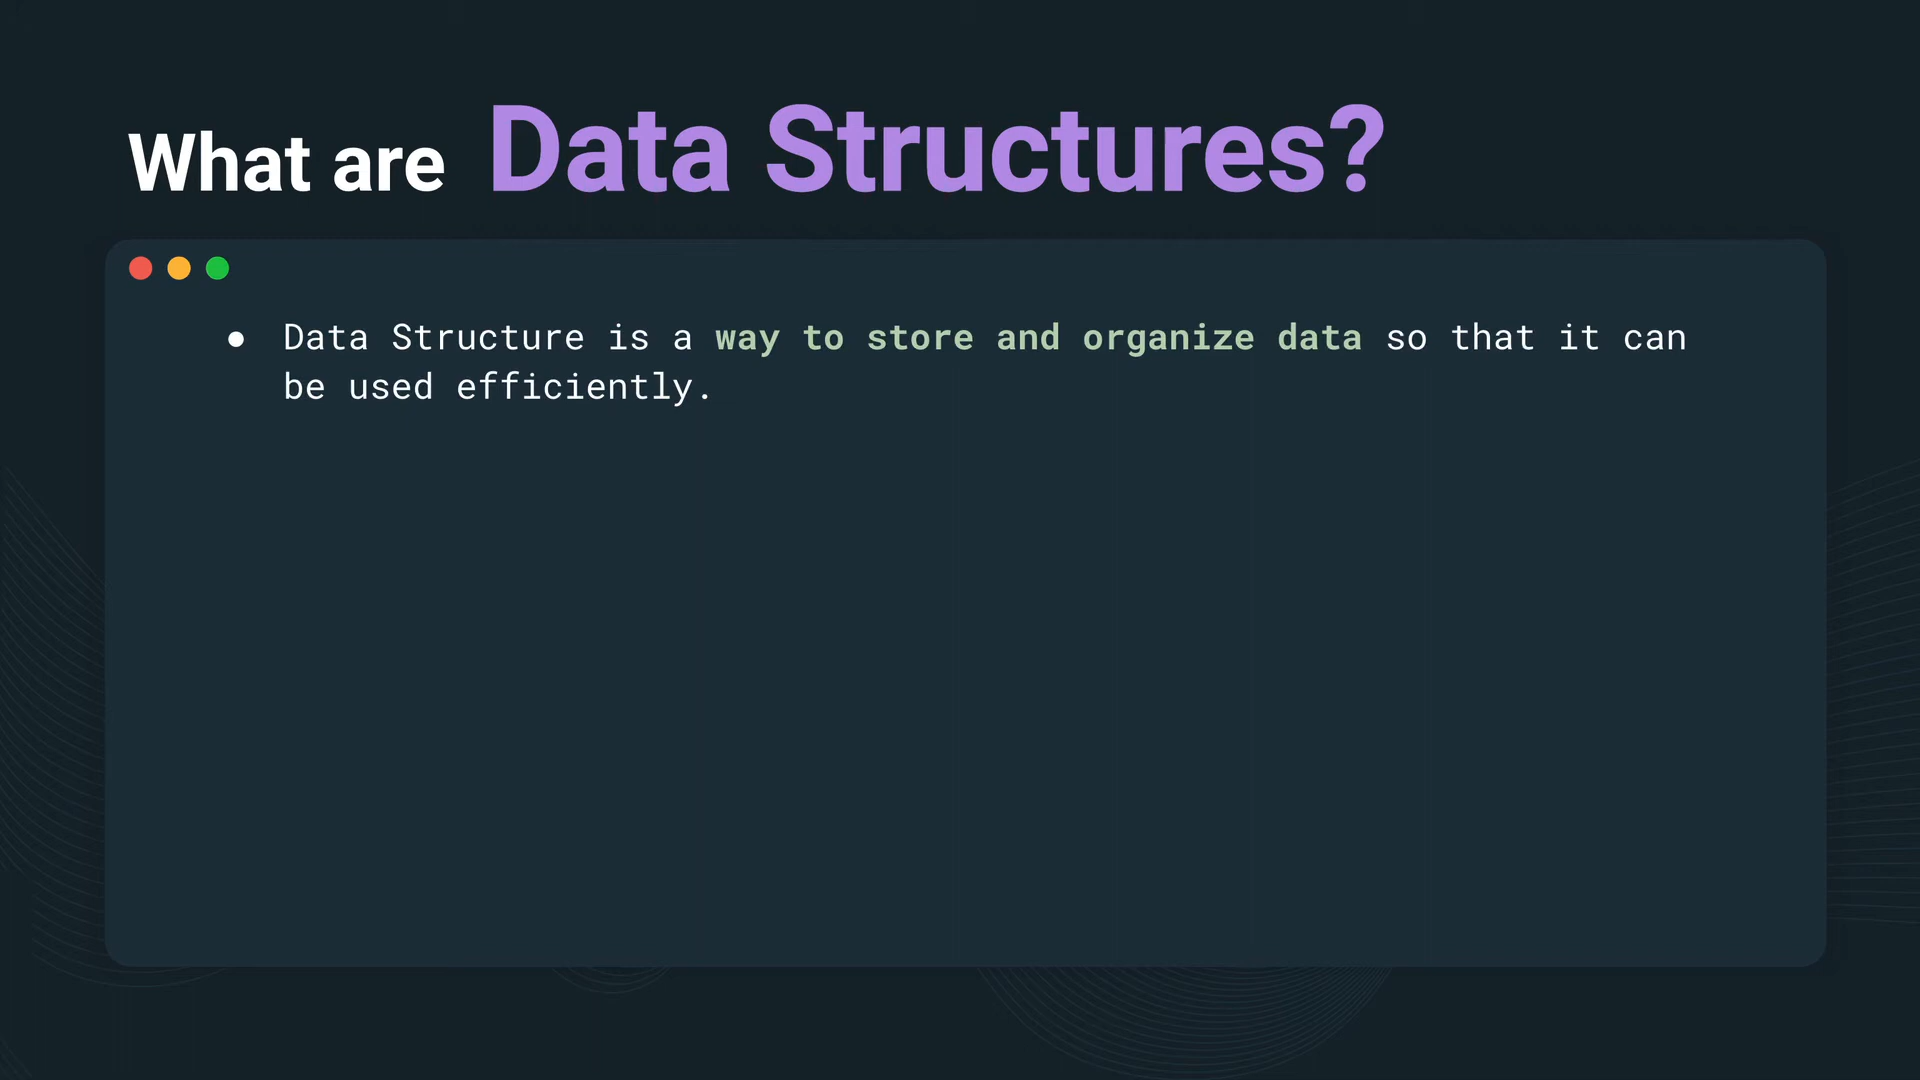 What are Data Structures?
● Data Structure is a way to store and organize data so that it can
be used efficiently.